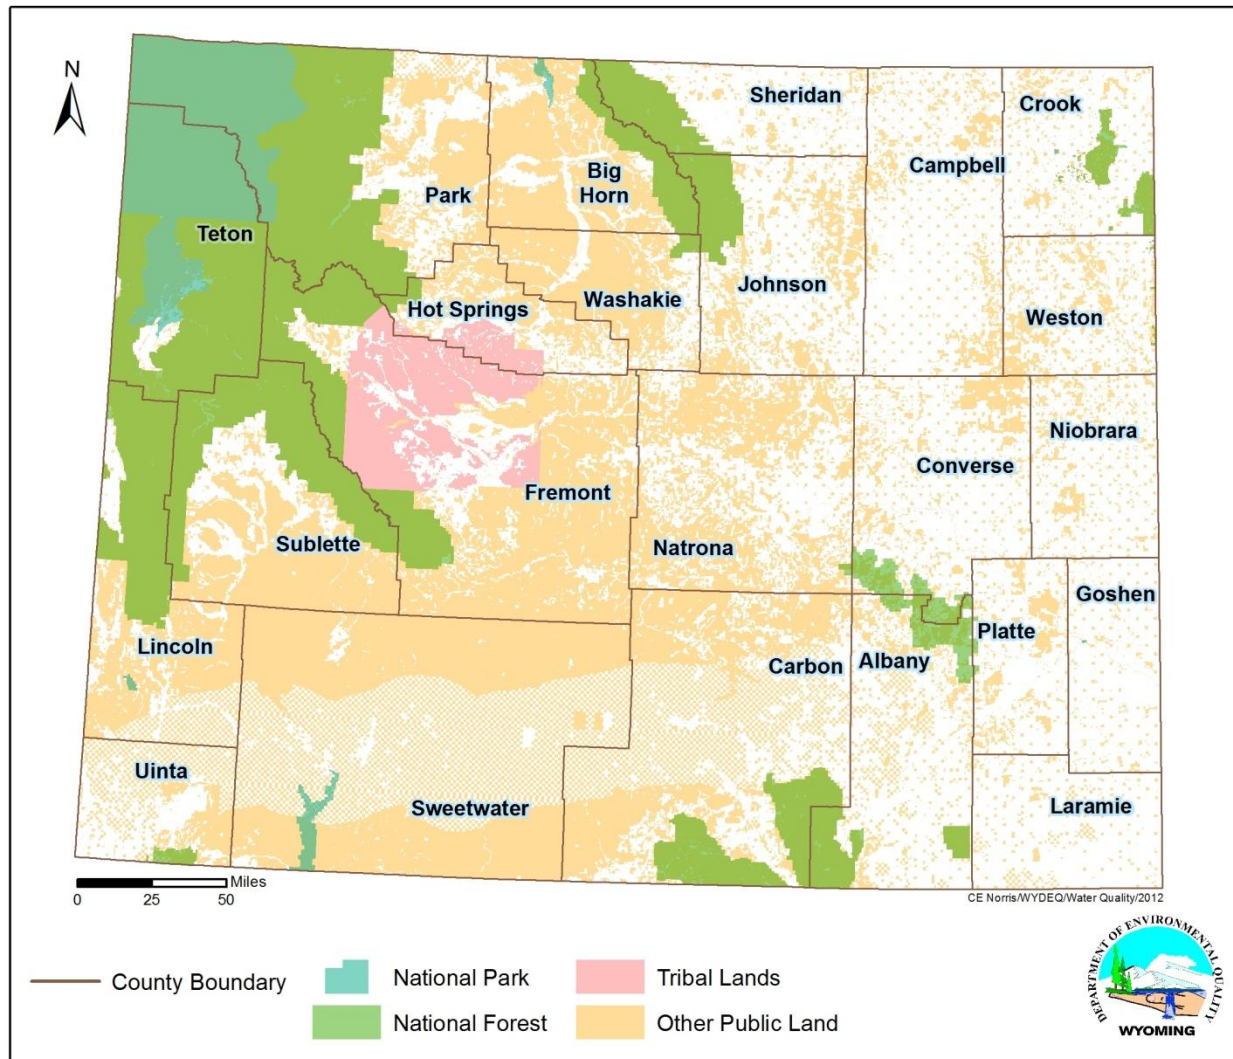 N
Sheridan
Crook
Campbell
Big
Horn
Park
Teton
Johnson
Washakie
Hot Springs
Weston
Niobrara
Converse
Fremont
Natrona
Sublette
Goshen
Platte
Lincoln
Carbon
Albany
Uinta
Sweetwater
Laramie
Miles
0 25 50
CE Norris/WYDEQ/Water Quality/2012
County Boundary
National Park
Tribal Lands
National Forest
Other Public Land
DEPARTMENT OF ENVIRONMENTAL QUALITY
WYOMING